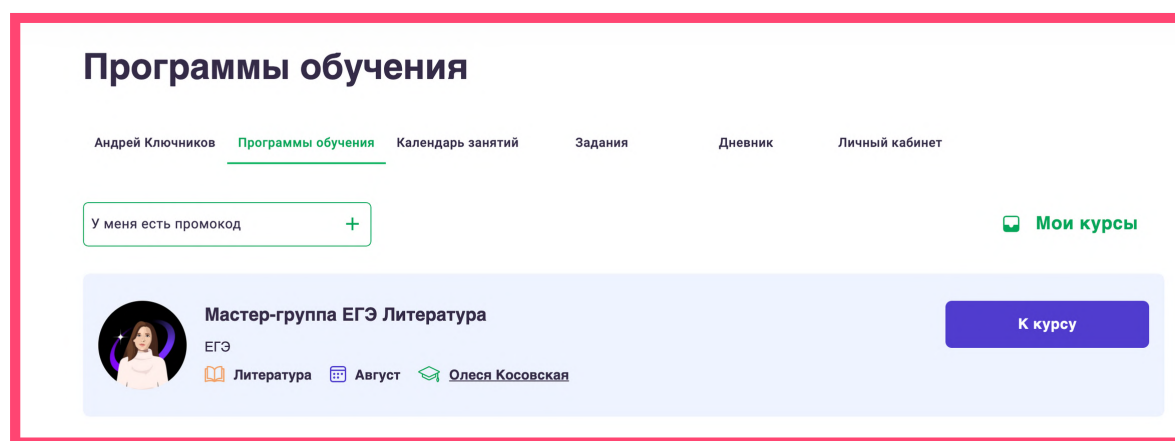 Программы обучения
Андрей Ключников Программы обучения Календарь занятий Задания Дневник Личный кабинет
У меня есть промокод +
Мои курсы
Мастер-группа ЕГЭ Литература
К курсу
ЕГЭ
Литература Август Олеся Косовская